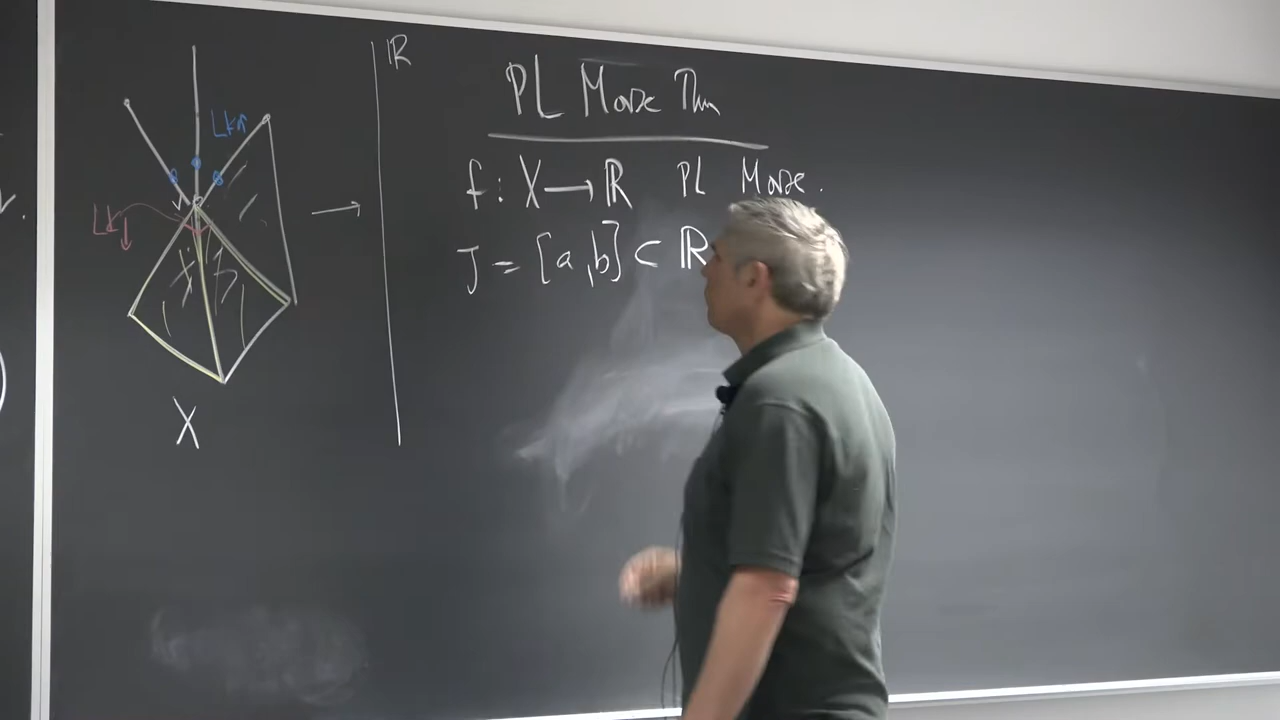 ℝ
Lk↑
Lk↓
X
PL Morse Thm
f : X → ℝ PL Morse.
J = [a,b] ⊂ ℝ